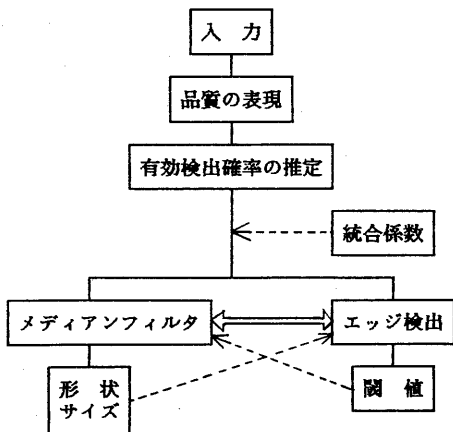 入 力
品質の表現
有効検出確率の推定
統合係数
メディアンフィルタ
エッジ検出
形 状
サイズ
閾 値